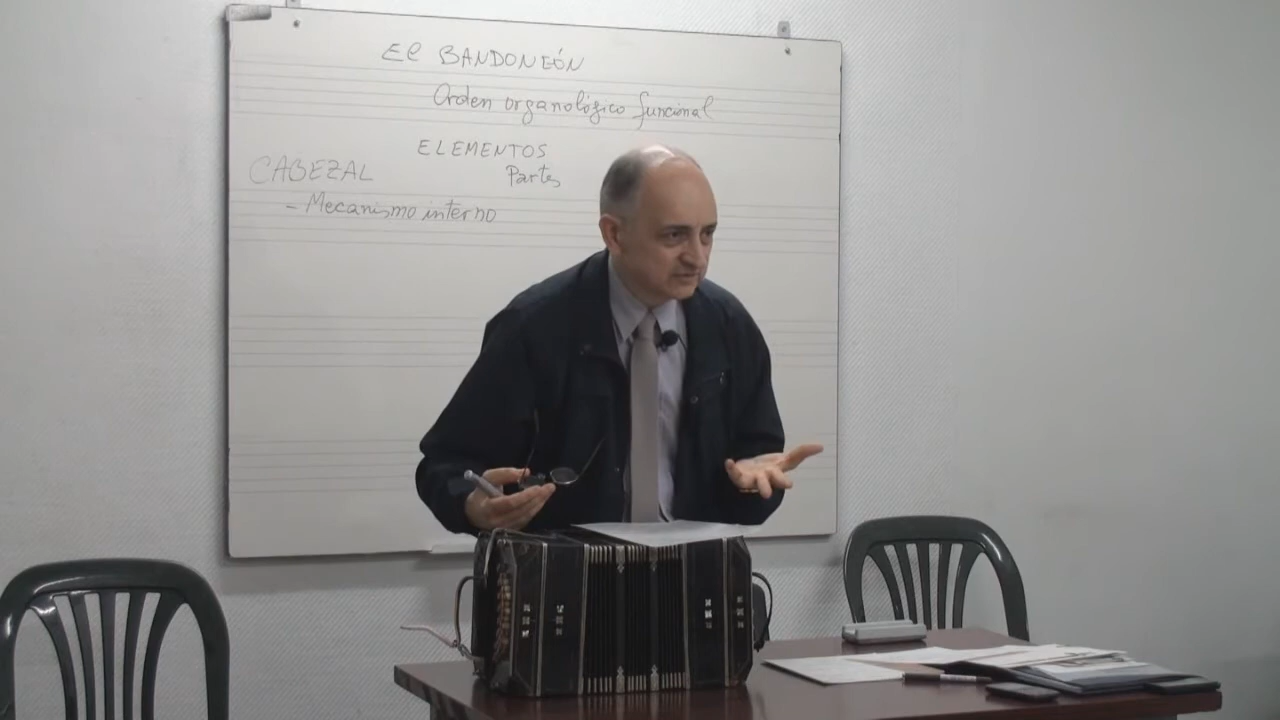 El BANDONEÓN
Orden organológico funcional
ELEMENTOS
Partes
CABEZAL
- Mecanismo interno